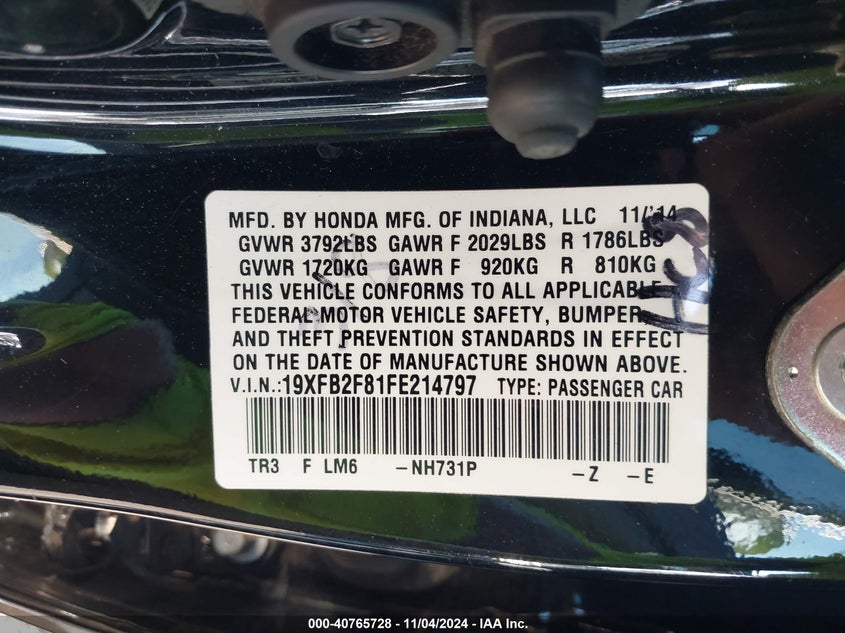 MFD. BY HONDA MFG. OF INDIANA, LLC 11/'14
GVWR 3792LBS GAWR F 2029LBS R 1786LBS
GVWR 1720KG GAWR F 920KG R 810KG
THIS VEHICLE CONFORMS TO ALL APPLICABLE
FEDERAL MOTOR VEHICLE SAFETY, BUMPER,
AND THEFT PREVENTION STANDARDS IN EFFECT
ON THE DATE OF MANUFACTURE SHOWN ABOVE.
V.I.N.:19XFB2F81FE214797 TYPE: PASSENGER CAR
TR3 F LM6 -NH731P -Z -E
000-40765728 - 11/04/2024 - IAA Inc.